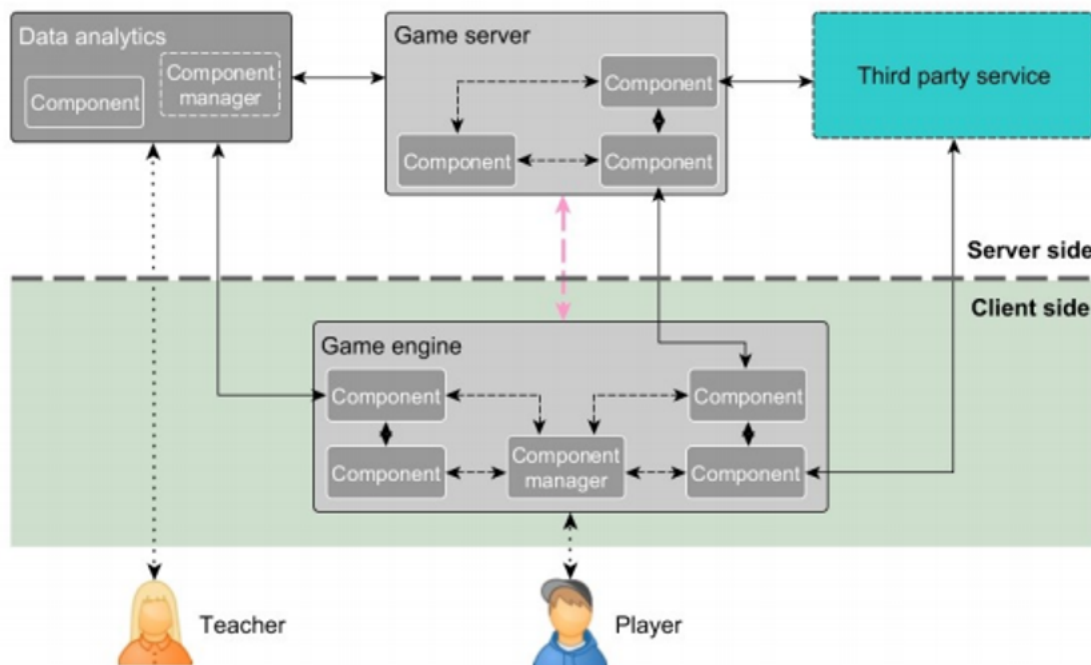 Data analytics
Component
Component
manager
Game server
Component
Component
Component
Third party service
Server side
Client side
Game engine
Component
Component
Component
manager
Component
Component
Teacher
Player